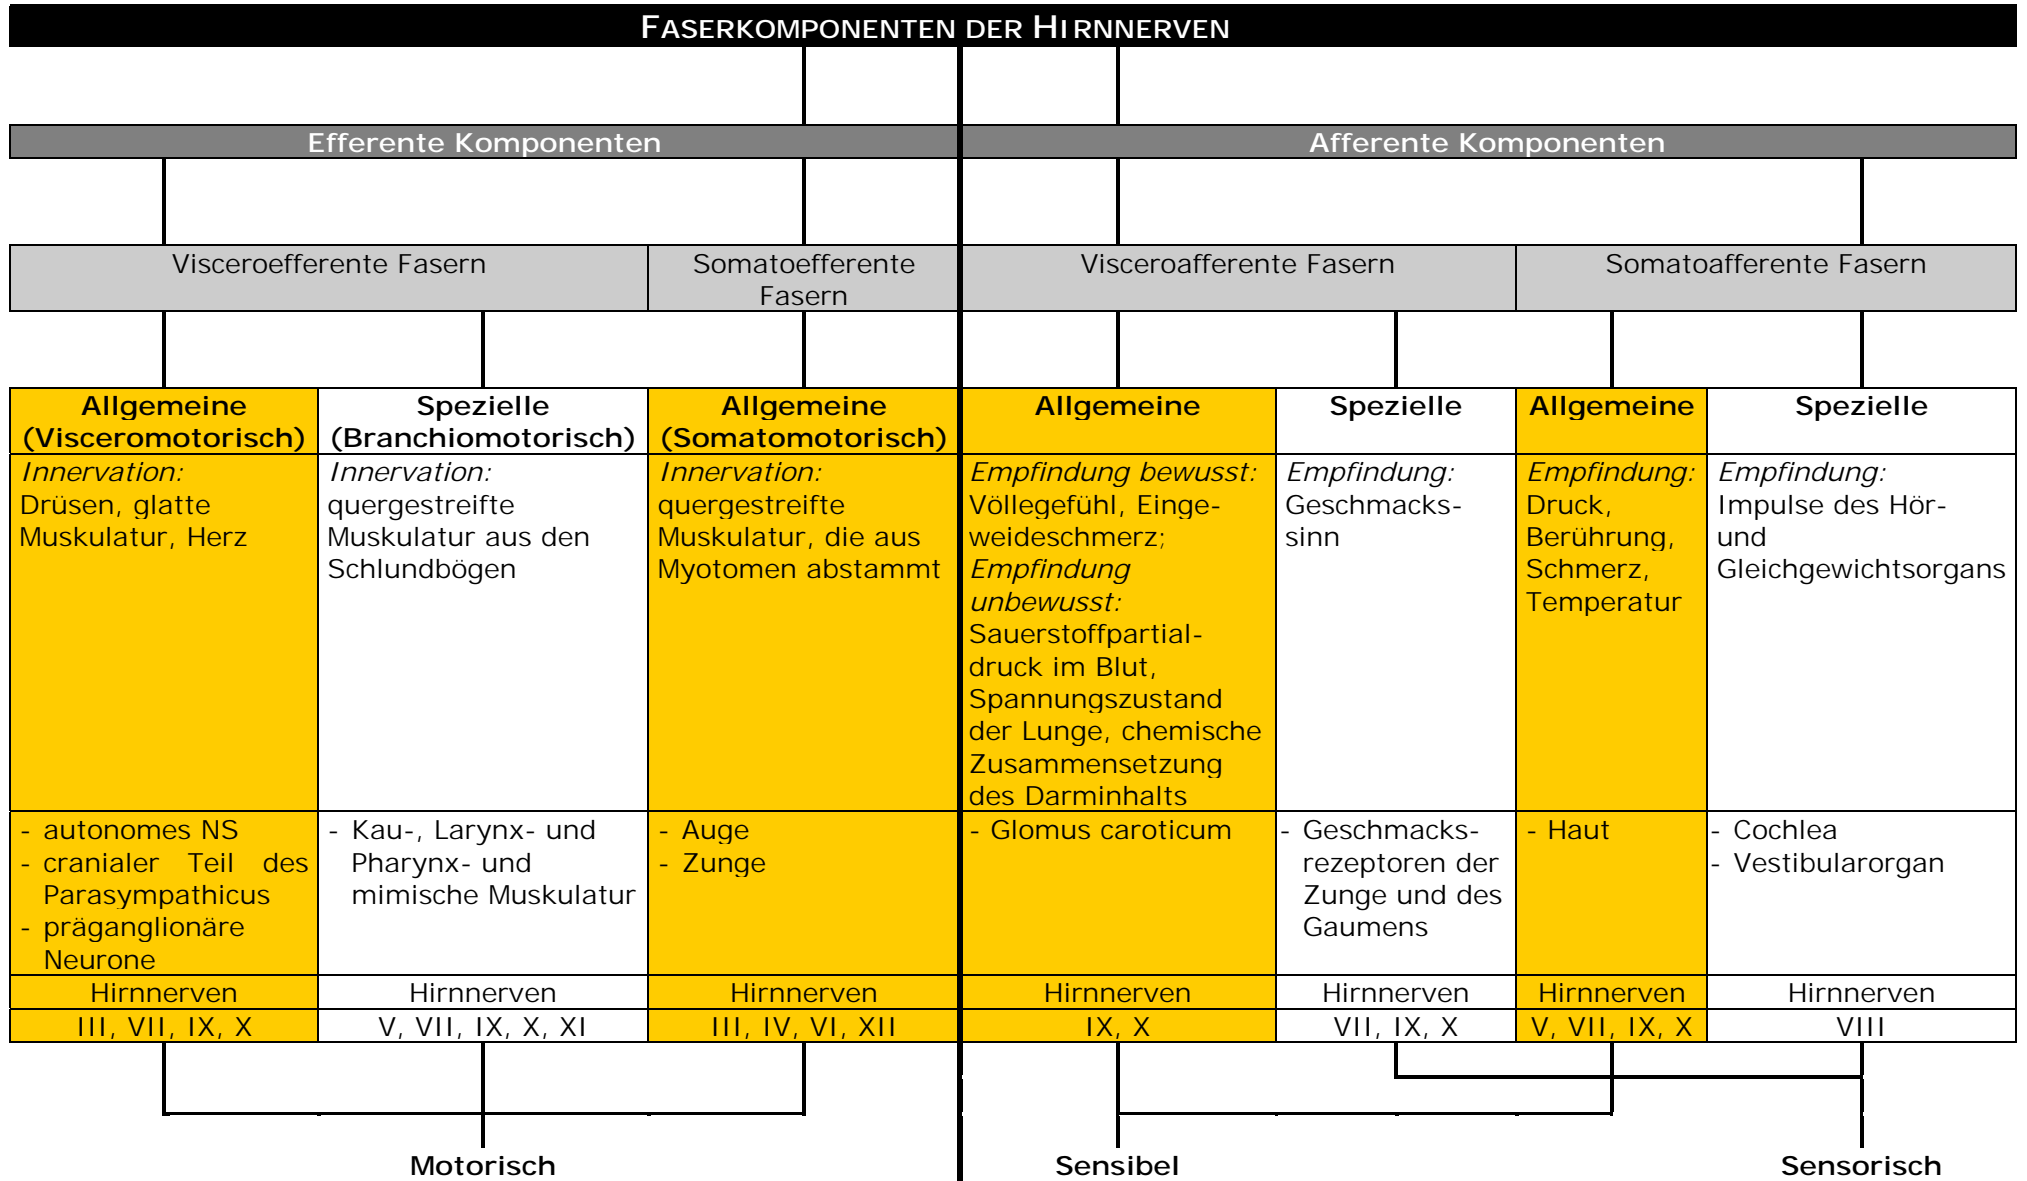 FASERKOMPONENTEN DER HIRNNERVEN
Efferente Komponenten
Afferente Komponenten
Visceroefferente Fasern
Somatoefferente
Fasern
Visceroafferente Fasern
Somatoafferente Fasern
Allgemeine
(Visceromotorisch)
Spezielle
(Branchiomotorisch)
Allgemeine
(Somatomotorisch)
Allgemeine
Spezielle
Allgemeine
Spezielle
Innervation:
Drüsen, glatte
Muskulatur, Herz
Innervation:
quergestreifte
Muskulatur aus den
Schlundbögen
Innervation:
quergestreifte
Muskulatur, die aus
Myotomen abstammt
Empfindung bewusst:
Völlegefühl, Einge-
weideschmerz;
Empfindung
unbewusst:
Sauerstoffpartial-
druck im Blut,
Spannungszustand
der Lunge, chemische
Zusammensetzung
des Darminhalts
Empfindung:
Geschmacks-
sinn
Empfindung:
Druck,
Berührung,
Schmerz,
Temperatur
Empfindung:
Impulse des Hör-
und
Gleichgewichtsorgans
- autonomes NS
- cranialer Teil des
Parasympathicus
- präganglionäre
Neurone
- Kau-, Larynx- und
Pharynx- und
mimische Muskulatur
- Auge
- Zunge
- Glomus caroticum
- Geschmacks-
rezeptoren der
Zunge und des
Gaumens
- Haut
- Cochlea
- Vestibularorgan
Hirnnerven
Hirnnerven
Hirnnerven
Hirnnerven
Hirnnerven
Hirnnerven
Hirnnerven
III, VII, IX, X
V, VII, IX, X, XI
III, IV, VI, XII
IX, X
VII, IX, X
V, VII, IX, X
VIII
Motorisch
Sensibel
Sensorisch